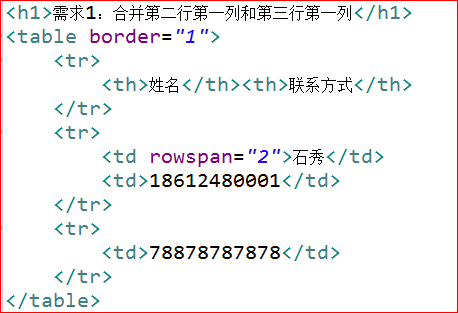 <h1>需求1：合并第二行第一列和第三行第一列</h1>
<table border="1">
    <tr>
        <th>姓名</th><th>联系方式</th>
    </tr>
    <tr>
        <td rowspan="2">石秀</td>
        <td>18612480001</td>
    </tr>
    <tr>
        <td>78878787878</td>
    </tr>
</table>